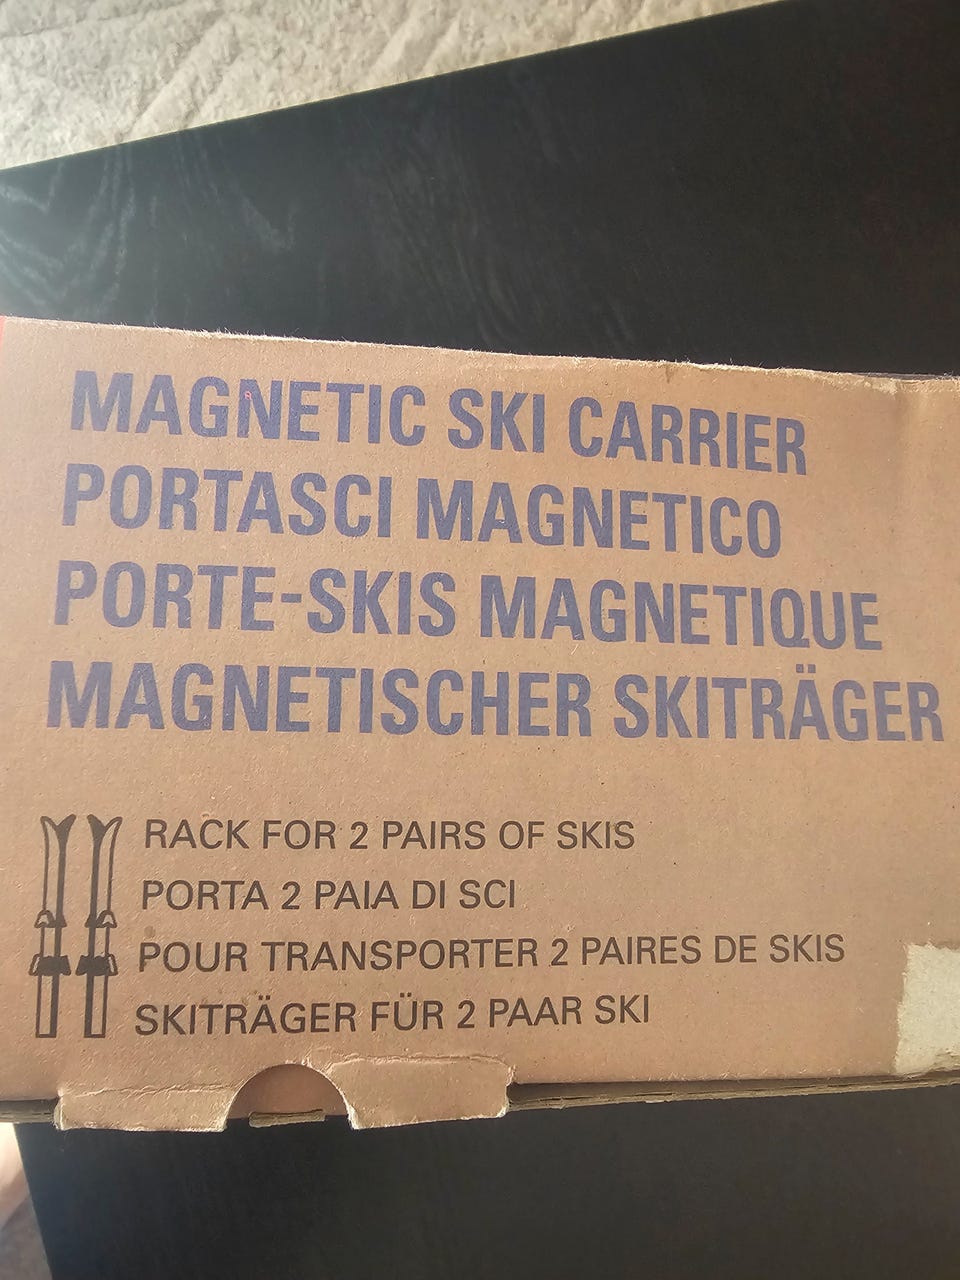 MAGNETIC SKI CARRIER
PORTASCI MAGNETICO
PORTE-SKIS MAGNETIQUE
MAGNETISCHER SKITRÄGER
RACK FOR 2 PAIRS OF SKIS
PORTA 2 PAIA DI SCI
POUR TRANSPORTER 2 PAIRES DE SKIS
SKITRÄGER FÜR 2 PAAR SKI